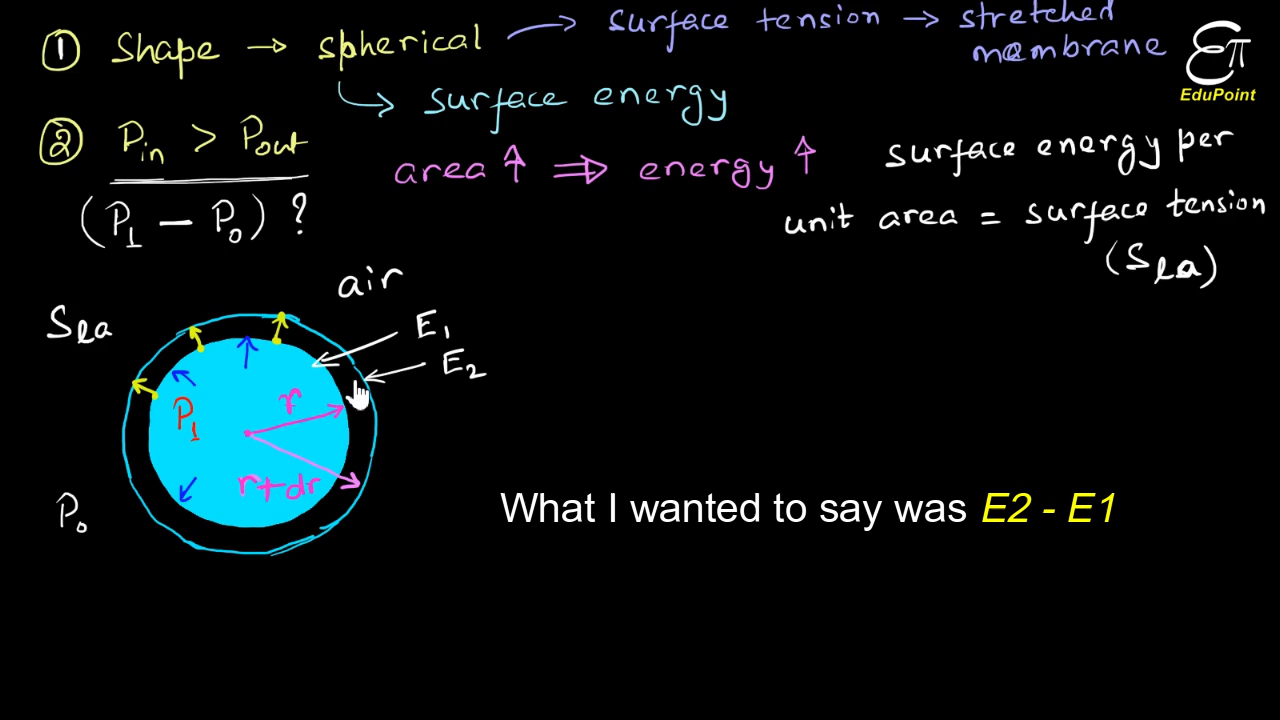 ① Shape → spherical → surface tension → stretched membrane
↳ surface energy
② Pin > Pout
area ↑ ⇒ energy ↑
(P₁ − P₀) ?
surface energy per
unit area = surface tension
(Sla)
Επ
EduPoint
air
Sla
E₁
E₂
r
P₁
r+dr
P₀
What I wanted to say was E2 - E1